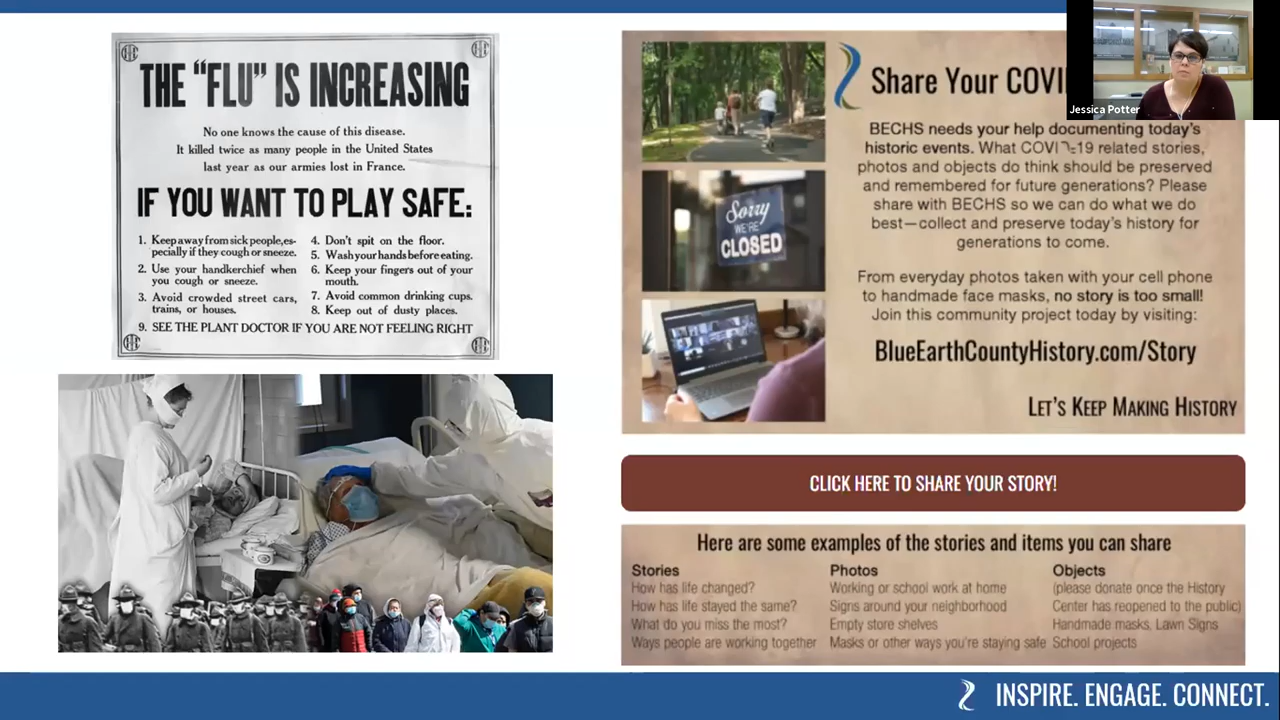 THE "FLU" IS INCREASING
No one knows the cause of this disease.
It killed twice as many people in the United States
last year as our armies lost in France.
IF YOU WANT TO PLAY SAFE:
1. Keep away from sick people, es-
pecially if they cough or sneeze.
2. Use your handkerchief when
you cough or sneeze.
3. Avoid crowded street cars,
trains, or houses.
4. Don't spit on the floor.
5. Wash your hands before eating.
6. Keep your fingers out of your
mouth.
7. Avoid common drinking cups.
8. Keep out of dusty places.
9. SEE THE PLANT DOCTOR IF YOU ARE NOT FEELING RIGHT
Share Your COVI
Jessica Potter
BECHS needs your help documenting today's
historic events. What COVID-19 related stories,
photos and objects do think should be preserved
and remembered for future generations? Please
share with BECHS so we can do what we do
best—collect and preserve today's history for
generations to come.
From everyday photos taken with your cell phone
to handmade face masks, no story is too small!
Join this community project today by visiting:
BlueEarthCountyHistory.com/Story
LET'S KEEP MAKING HISTORY
Sorry
WE'RE
CLOSED
CLICK HERE TO SHARE YOUR STORY!
Here are some examples of the stories and items you can share
Stories
How has life changed?
How has life stayed the same?
What do you miss the most?
Ways people are working together
Photos
Working or school work at home
Signs around your neighborhood
Empty store shelves
Masks or other ways you're staying safe
Objects
(please donate once the History
Center has reopened to the public)
Handmade masks, Lawn Signs
School projects
INSPIRE. ENGAGE. CONNECT.